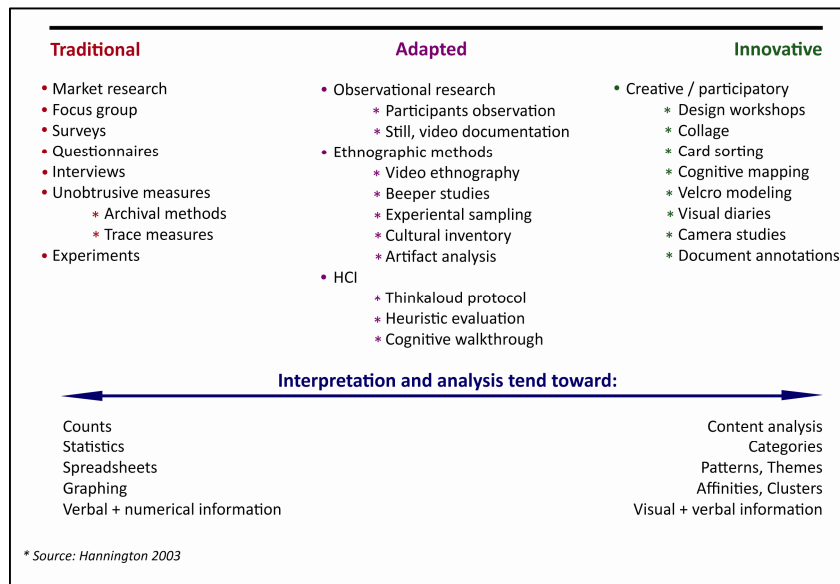 Traditional
• Market research
• Focus group
• Surveys
• Questionnaires
• Interviews
• Unobtrusive measures
* Archival methods
* Trace measures
• Experiments
Adapted
• Observational research
* Participants observation
* Still, video documentation
• Ethnographic methods
* Video ethnography
* Beeper studies
* Experiental sampling
* Cultural inventory
* Artifact analysis
• HCI
* Thinkaloud protocol
* Heuristic evaluation
* Cognitive walkthrough
Innovative
• Creative / participatory
* Design workshops
* Collage
* Card sorting
* Cognitive mapping
* Velcro modeling
* Visual diaries
* Camera studies
* Document annotations
Interpretation and analysis tend toward:
Counts
Statistics
Spreadsheets
Graphing
Verbal + numerical information
Content analysis
Categories
Patterns, Themes
Affinities, Clusters
Visual + verbal information
* Source: Hannington 2003